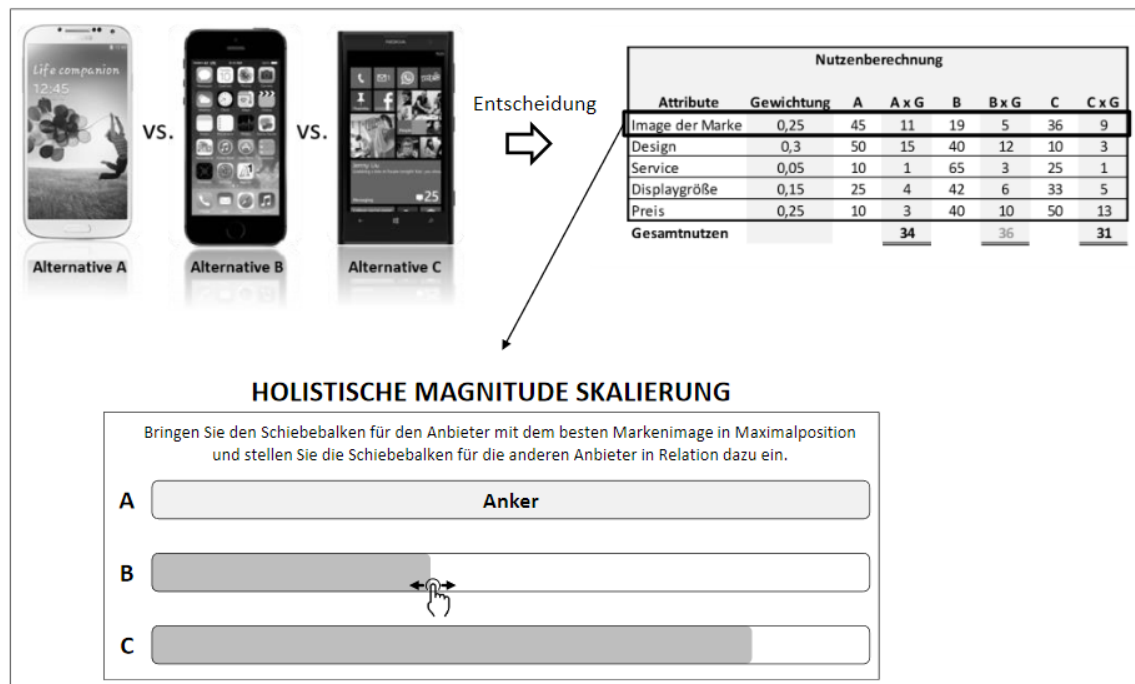 Life companion
12:45
NOKIA
25
VS.
VS.
Alternative A
Alternative B
Alternative C
Entscheidung
Nutzenberechnung
Attribute Gewichtung A A x G B B x G C C x G
Image der Marke 0,25 45 11 19 5 36 9
Design 0,3 50 15 40 12 10 3
Service 0,05 10 1 65 3 25 1
Displaygröße 0,15 25 4 42 6 33 5
Preis 0,25 10 3 40 10 50 13
Gesamtnutzen 34 36 31
HOLISTISCHE MAGNITUDE SKALIERUNG
Bringen Sie den Schiebebalken für den Anbieter mit dem besten Markenimage in Maximalposition
und stellen Sie die Schiebebalken für die anderen Anbieter in Relation dazu ein.
A Anker
B
C